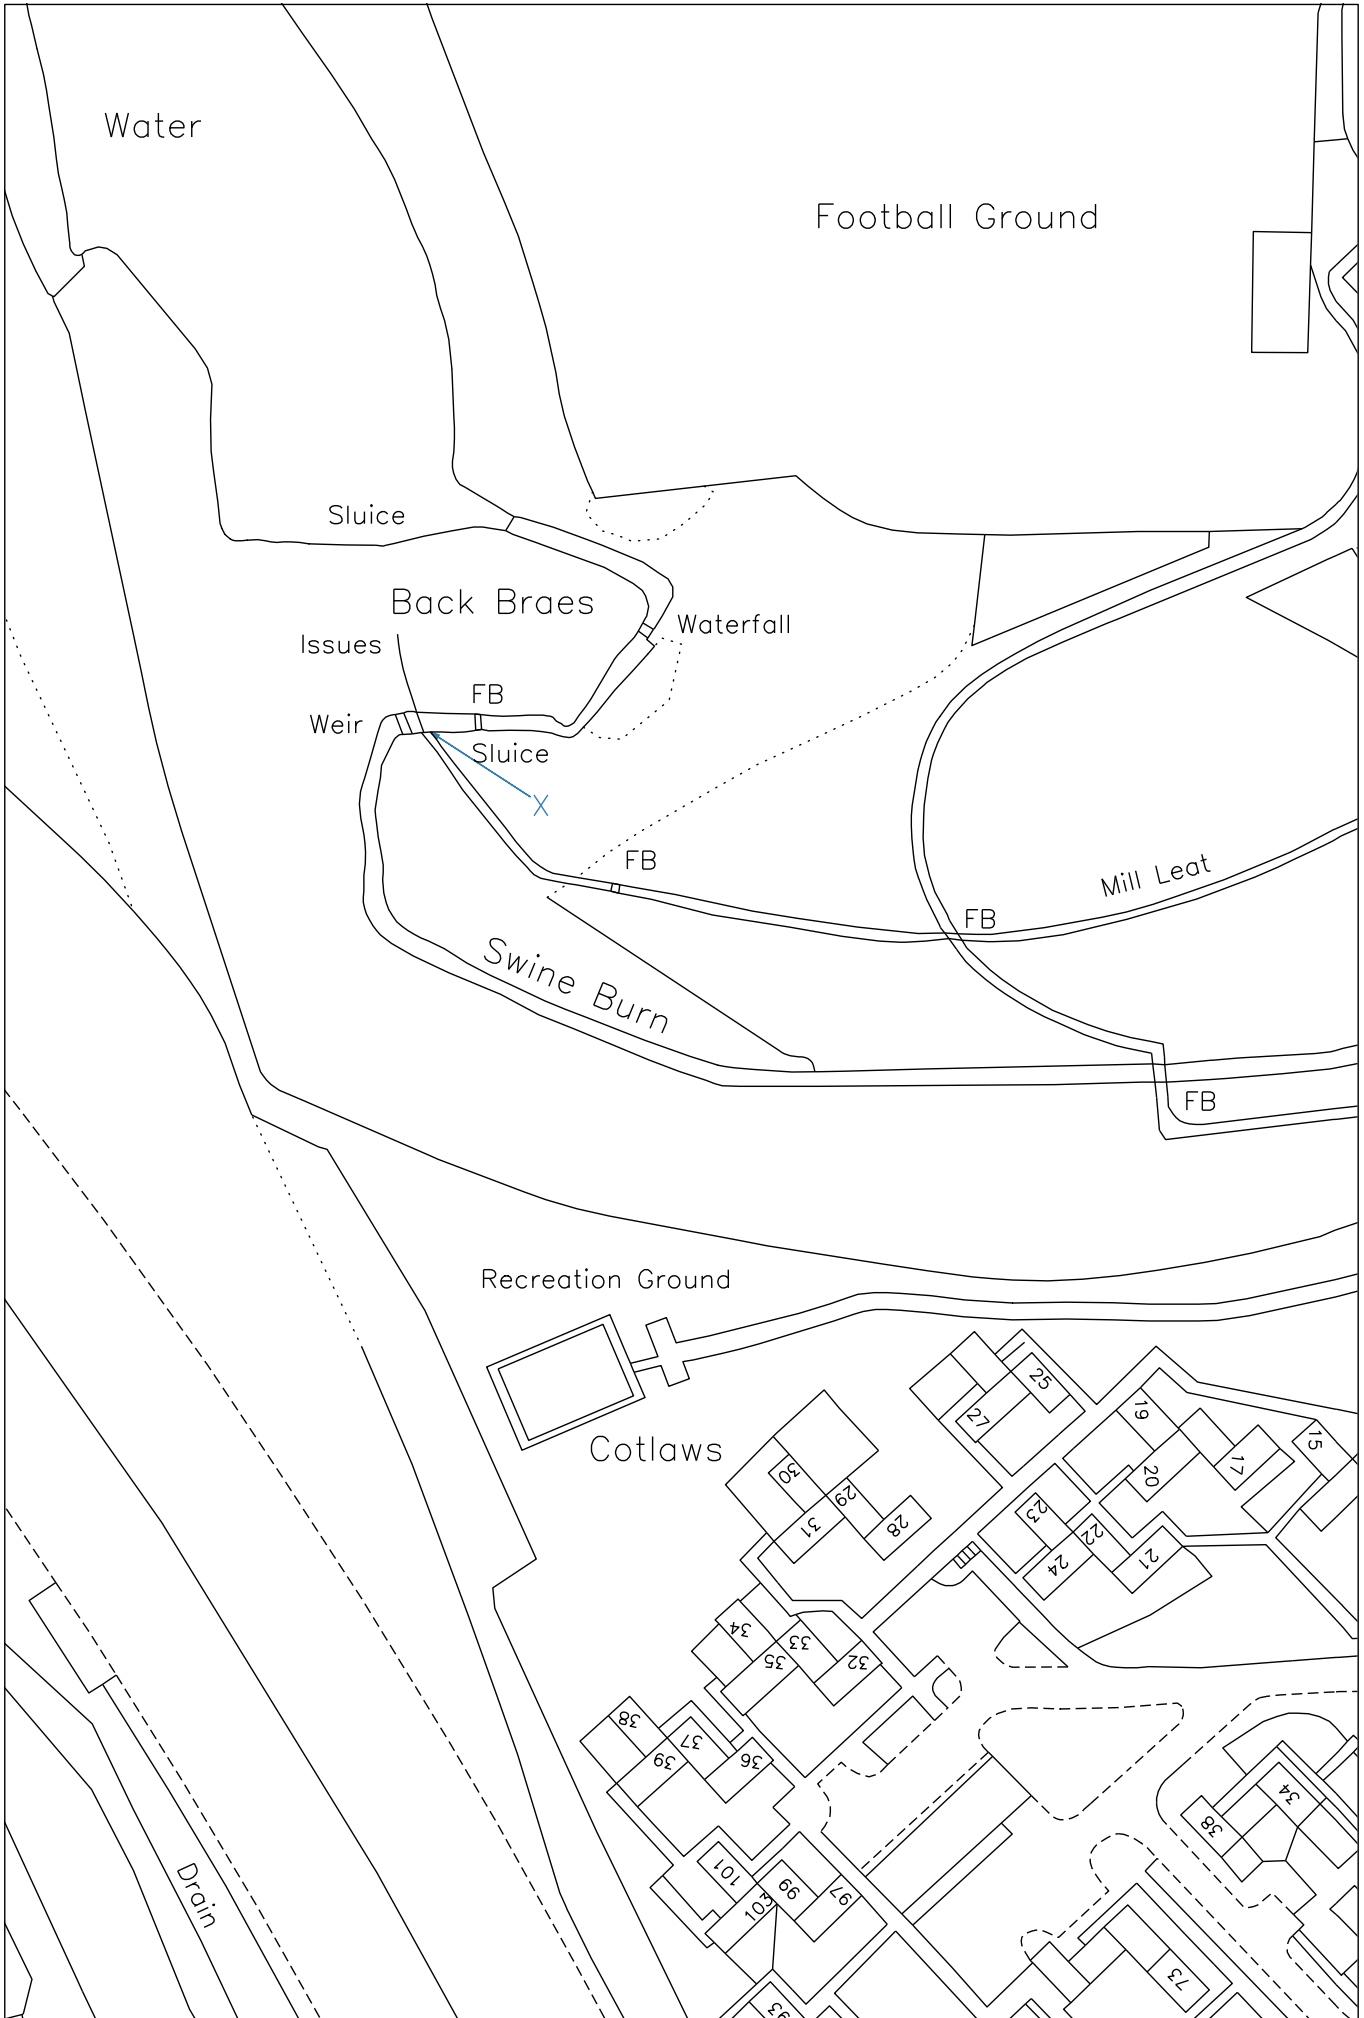 Water
Football Ground
Sluice
Back Braes
Waterfall
Issues
FB
Weir
Sluice
X
FB
Mill Leat
FB
Swine Burn
FB
Recreation Ground
25
27
19
15
Cotlaws
17
20
30
29
23
31
28
22
24
21
34
33
35
32
38
37
39
36
34
38
101
99
97
103
Drain
73
93